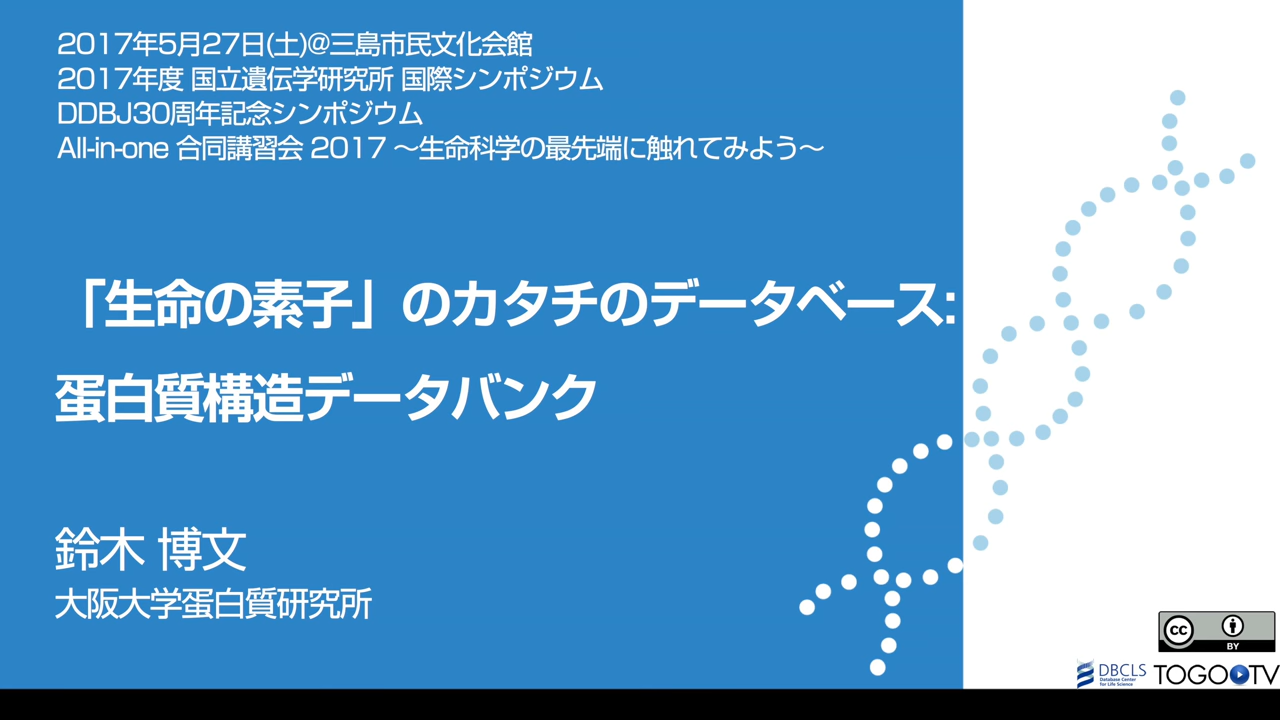 2017年5月27日(土)@三島市民文化会館
2017年度 国立遺伝学研究所 国際シンポジウム
DDBJ30周年記念シンポジウム
All-in-one 合同講習会 2017 〜生命科学の最先端に触れてみよう〜
「生命の素子」のカタチのデータベース:
蛋白質構造データバンク
鈴木 博文
大阪大学蛋白質研究所
cc
BY
DBCLS
Database Center
for Life Science
TOGOTV